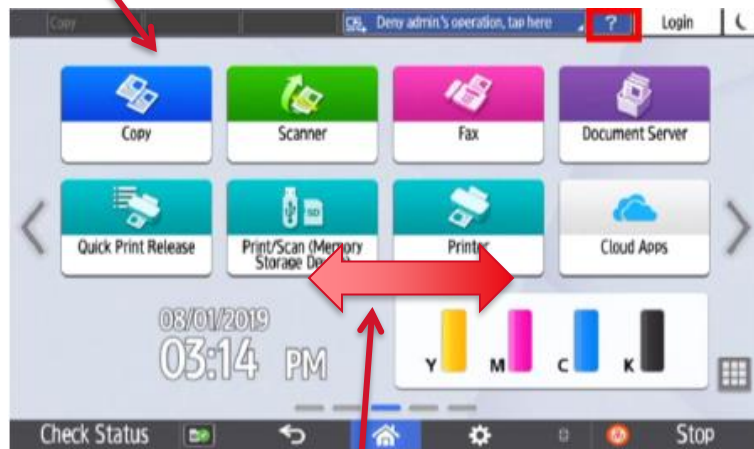 Copy
Deny admin's operation, tap here
?
Login
Copy
Scanner
Fax
Document Server
Quick Print Release
Print/Scan (Memory
Storage
Printer
Cloud Apps
SD
08/01/2019
03:14 PM
Y M C K
Check Status
Stop